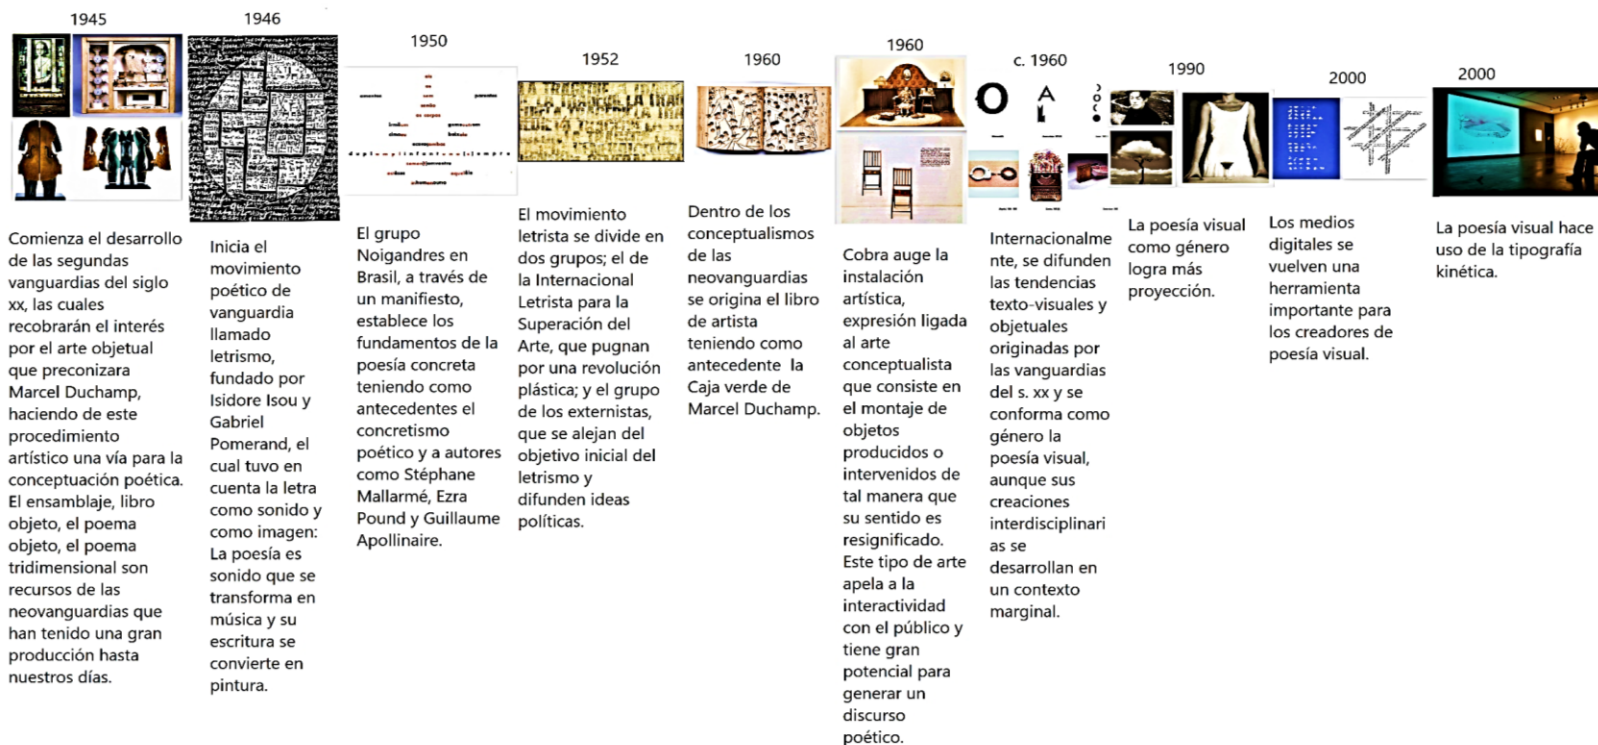 1945
Comienza el desarrollo
de las segundas
vanguardias del siglo
xx, las cuales
recobrarán el interés
por el arte objetual
que preconizara
Marcel Duchamp,
haciendo de este
procedimiento
artístico una vía para la
conceptuación poética.
El ensamblaje, libro
objeto, el poema
objeto, el poema
tridimensional son
recursos de las
neovanguardias que
han tenido una gran
producción hasta
nuestros días.
1946
Inicia el
movimiento
poético de
vanguardia
llamado
letrismo,
fundado por
Isidore Isou y
Gabriel
Pomerand, el
cual tuvo en
cuenta la letra
como sonido y
como imagen:
La poesía es
sonido que se
transforma en
música y su
escritura se
convierte en
pintura.
1950
El grupo
Noigandres en
Brasil, a través de
un manifiesto,
establece los
fundamentos de la
poesía concreta
teniendo como
antecedentes el
concretismo
poético y a autores
como Stéphane
Mallarmé, Ezra
Pound y Guillaume
Apollinaire.
1952
El movimiento
letrista se divide en
dos grupos; el de
la Internacional
Letrista para la
Superación del
Arte, que pugnan
por una revolución
plástica; y el grupo
de los externistas,
que se alejan del
objetivo inicial del
letrismo y
difunden ideas
políticas.
1960
Dentro de los
conceptualismos
de las
neovanguardias
se origina el libro
de artista
teniendo como
antecedente la
Caja verde de
Marcel Duchamp.
1960
Cobra auge la
instalación
artística,
expresión ligada
al arte
conceptualista
que consiste en
el montaje de
objetos
producidos o
intervenidos de
tal manera que
su sentido es
resignificado.
Este tipo de arte
apela a la
interactividad
con el público y
tiene gran
potencial para
generar un
discurso
poético.
c. 1960
O
A
Internacionalme
nte, se difunden
las tendencias
texto-visuales y
objetuales
originadas por
las vanguardias
del s. xx y se
conforma como
género la
poesía visual,
aunque sus
creaciones
interdisciplinari
as se
desarrollan en
un contexto
marginal.
1990
La poesía visual
como género
logra más
proyección.
2000
Los medios
digitales se
vuelven una
herramienta
importante para
los creadores de
poesía visual.
2000
La poesía visual hace
uso de la tipografía
kinética.